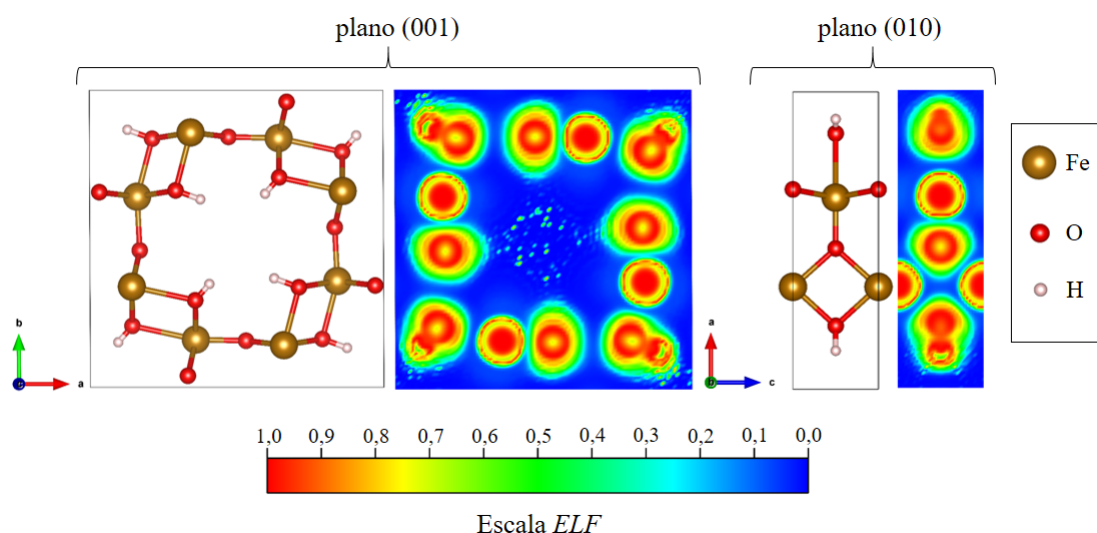 plano (001)
plano (010)
Fe
O
H
b
a
a
b
c
1,0 0,9 0,8 0,7 0,6 0,5 0,4 0,3 0,2 0,1 0,0
Escala ELF